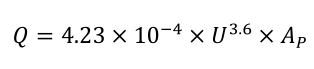 Q = 4.23 × 10⁻⁴ × U³·⁶ × A_P